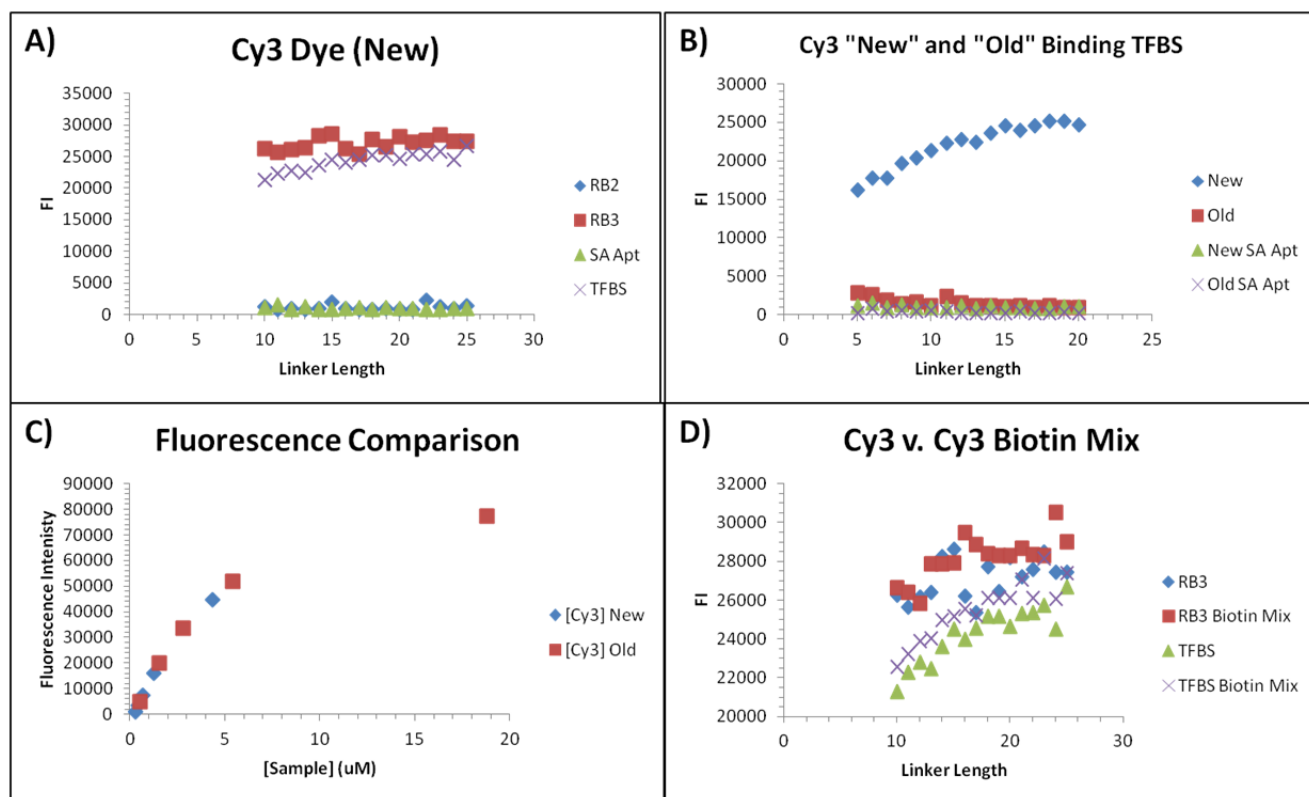 A)
Cy3 Dye (New)
35000
30000
25000
20000
15000
10000
5000
0
FI
0 5 10 15 20 25 30
Linker Length
RB2
RB3
SA Apt
TFBS
B)
Cy3 "New" and "Old" Binding TFBS
30000
25000
20000
15000
10000
5000
0
FI
0 5 10 15 20 25
Linker Length
New
Old
New SA Apt
Old SA Apt
C)
Fluorescence Comparison
90000
80000
70000
60000
50000
40000
30000
20000
10000
0
Fluorescence Intenisty
0 5 10 15 20
[Sample] (uM)
[Cy3] New
[Cy3] Old
D)
Cy3 v. Cy3 Biotin Mix
32000
30000
28000
26000
24000
22000
20000
FI
0 10 20 30
Linker Length
RB3
RB3 Biotin Mix
TFBS
TFBS Biotin Mix